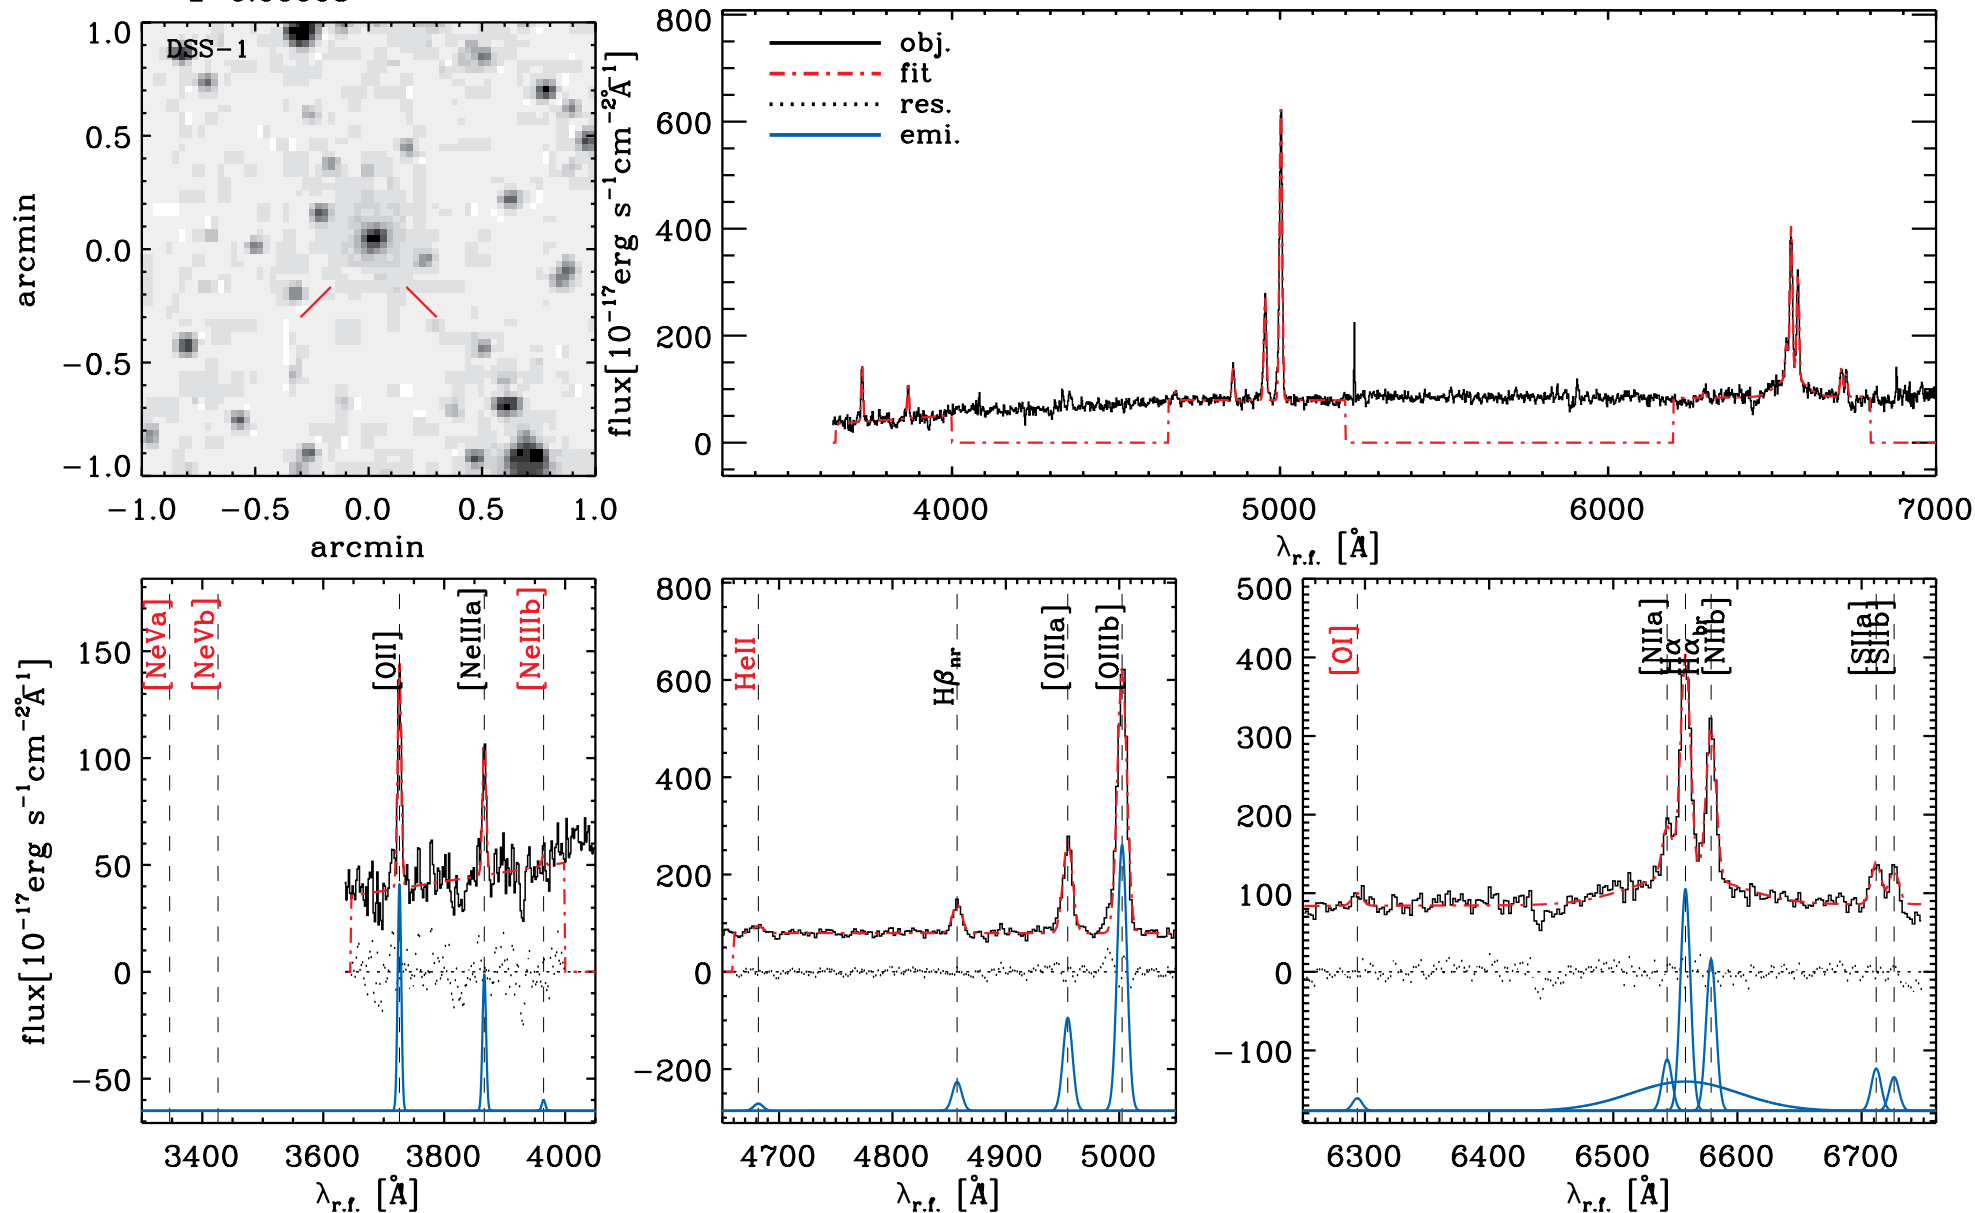 DSS-1
1.0
0.5
0.0
-0.5
-1.0
-1.0 -0.5 0.0 0.5 1.0
arcmin
arcmin
obj.
fit
res.
emi.
800
600
400
200
0
4000 5000 6000 7000
λr.f. [Å]
flux[10⁻¹⁷erg s⁻¹cm⁻²Å⁻¹]
[NeVa]
[NeVb]
[OII]
[NeIIIa]
[NeIIIb]
150
100
50
0
-50
3400 3600 3800 4000
λr.f. [Å]
flux[10⁻¹⁷erg s⁻¹cm⁻²Å⁻¹]
HeII
Hβnr
[OIIIa]
[OIIIb]
800
600
400
200
0
-200
4700 4800 4900 5000
λr.f. [Å]
[OI]
[NIIa]
Hα
Hαbr
[NIIb]
[SIIa]
[SIIb]
500
400
300
200
100
0
-100
6300 6400 6500 6600 6700
λr.f. [Å]